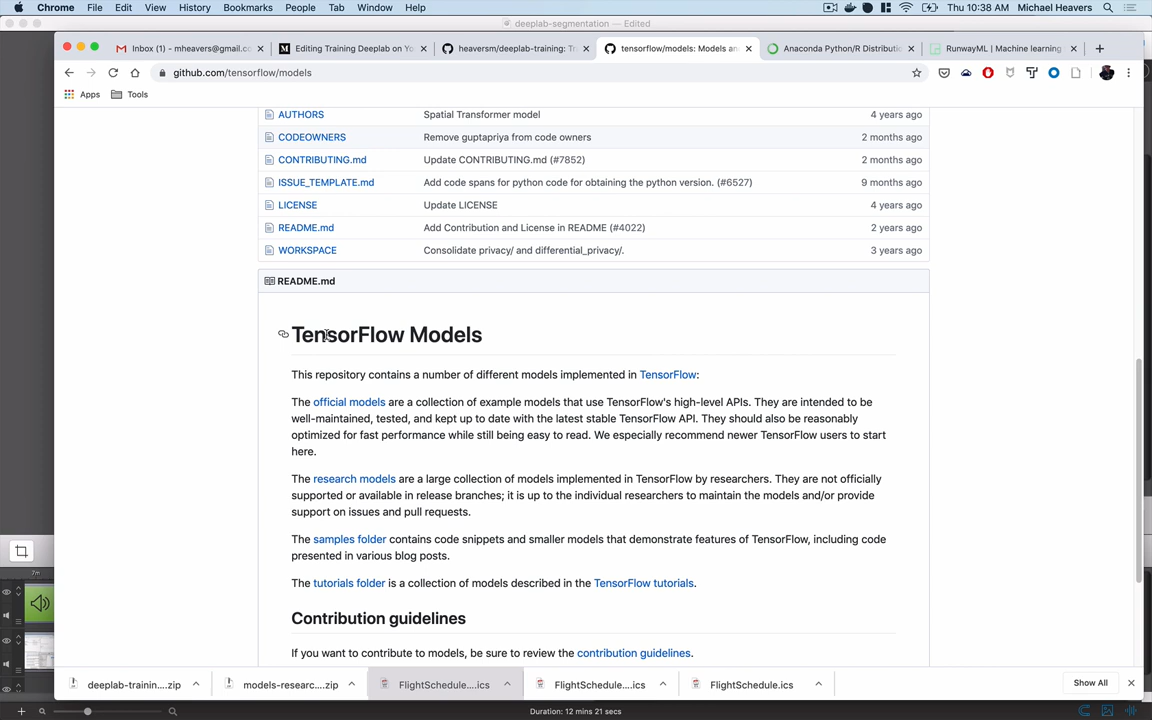 Chrome File Edit View History Bookmarks People Tab Window Help Thu 10:38 AM Michael Heavers
deeplab-segmentation — Edited
Inbox (1) - mheavers@gmail.c Editing Training Deeplab on Yo heaversm/deeplab-training: Tr tensorflow/models: Models an Anaconda Python/R Distributi RunwayML | Machine learning
github.com/tensorflow/models
Apps Tools
AUTHORS Spatial Transformer model 4 years ago
CODEOWNERS Remove guptapriya from code owners 2 months ago
CONTRIBUTING.md Update CONTRIBUTING.md (#7852) 2 months ago
ISSUE_TEMPLATE.md Add code spans for python code for obtaining the python version. (#6527) 9 months ago
LICENSE Update LICENSE 4 years ago
README.md Add Contribution and License in README (#4022) 2 years ago
WORKSPACE Consolidate privacy/ and differential_privacy/. 3 years ago
README.md
TensorFlow Models
This repository contains a number of different models implemented in TensorFlow:
The official models are a collection of example models that use TensorFlow's high-level APIs. They are intended to be
well-maintained, tested, and kept up to date with the latest stable TensorFlow API. They should also be reasonably
optimized for fast performance while still being easy to read. We especially recommend newer TensorFlow users to start
here.
The research models are a large collection of models implemented in TensorFlow by researchers. They are not officially
supported or available in release branches; it is up to the individual researchers to maintain the models and/or provide
support on issues and pull requests.
The samples folder contains code snippets and smaller models that demonstrate features of TensorFlow, including code
presented in various blog posts.
The tutorials folder is a collection of models described in the TensorFlow tutorials.
Contribution guidelines
If you want to contribute to models, be sure to review the contribution guidelines.
7m
deeplab-trainin....zip models-researc....zip FlightSchedule....ics FlightSchedule....ics FlightSchedule.ics Show All
Duration: 12 mins 21 secs